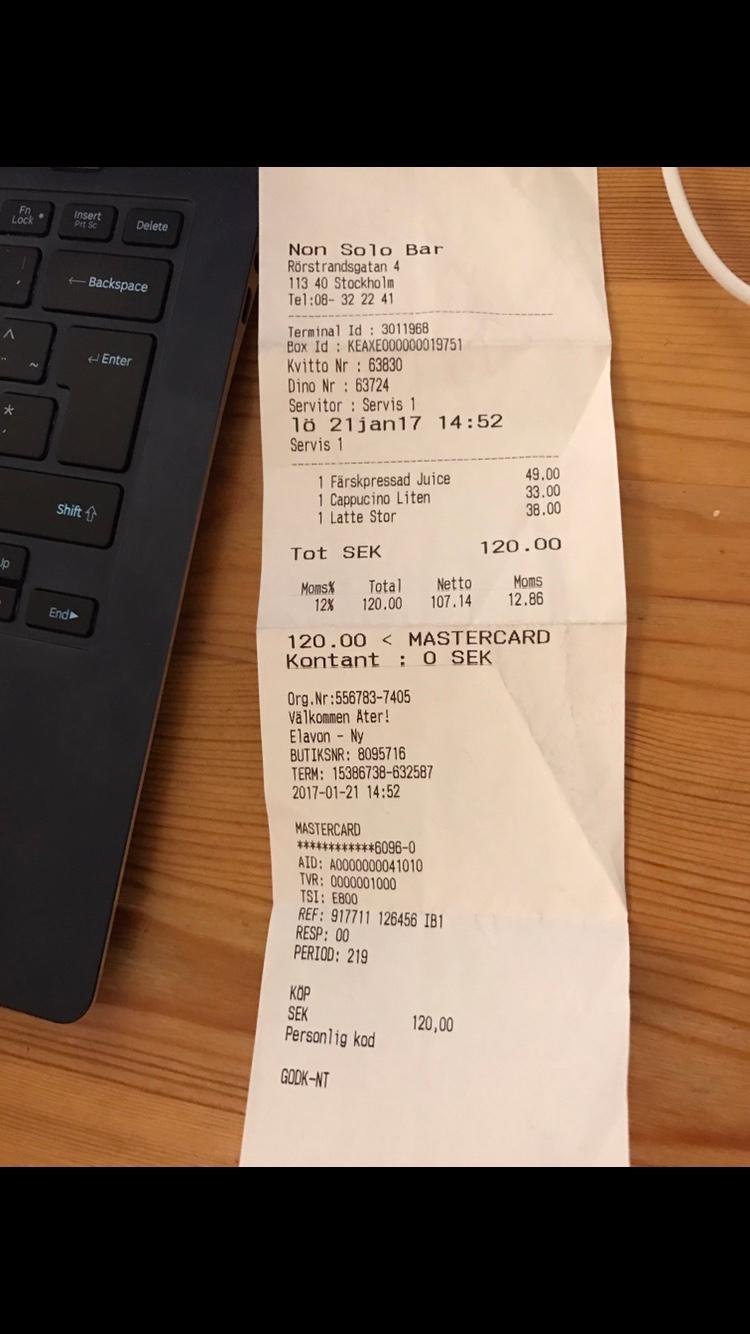 Fn
Lock
Insert
Prt Sc
Delete
←Backspace
↵Enter
Shift⇧
End▶
Non Solo Bar
Rörstrandsgatan 4
113 40 Stockholm
Tel:08- 32 22 41
Terminal Id : 3011968
Box Id : KEAXE000000019751
Kvitto Nr : 63830
Dino Nr : 63724
Servitor : Servis 1
lö 21jan17 14:52
Servis 1
1 Färskpressad Juice 49.00
1 Cappucino Liten 33.00
1 Latte Stor 38.00
Tot SEK 120.00
Moms% Total Netto Moms
12% 120.00 107.14 12.86
120.00 < MASTERCARD
Kontant : 0 SEK
Org.Nr:556783-7405
Välkommen Åter!
Elavon - Ny
BUTIKSNR: 8095716
TERM: 15386738-632587
2017-01-21 14:52
MASTERCARD
************6096-0
AID: A0000000041010
TVR: 0000001000
TSI: E800
REF: 917711 126456 IB1
RESP: 00
PERIOD: 219
KÖP
SEK 120,00
Personlig kod
GODK-NT